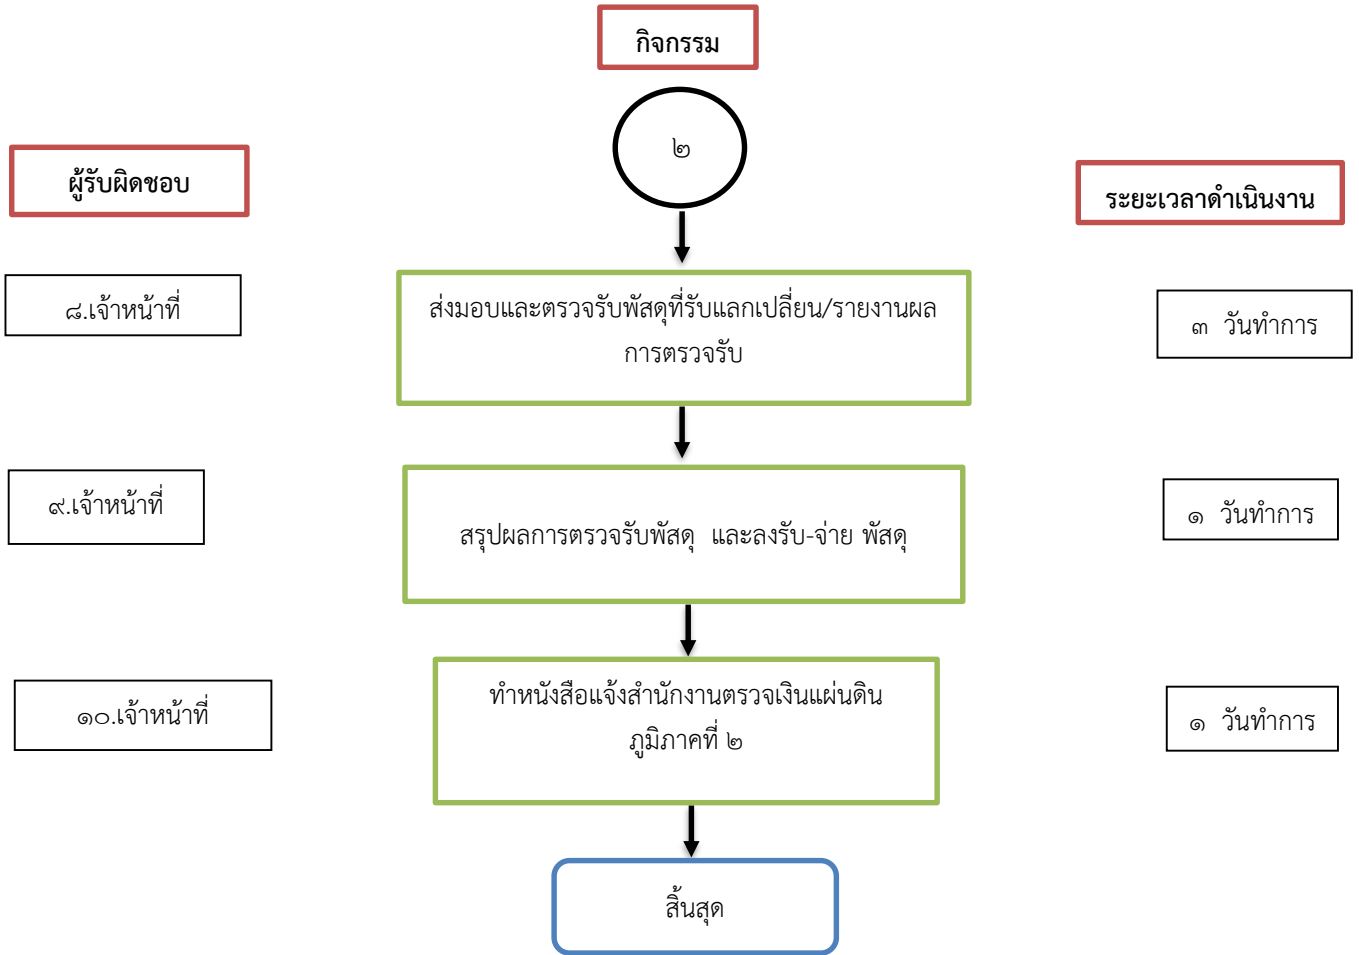 กิจกรรม
๒
ผู้รับผิดชอบ
ระยะเวลาดำเนินงาน
๘.เจ้าหน้าที่
ส่งมอบและตรวจรับพัสดุที่รับแลกเปลี่ยน/รายงานผล
การตรวจรับ
๓ วันทำการ
๙.เจ้าหน้าที่
สรุปผลการตรวจรับพัสดุ และลงรับ-จ่าย พัสดุ
๑ วันทำการ
๑๐.เจ้าหน้าที่
ทำหนังสือแจ้งสำนักงานตรวจเงินแผ่นดิน
ภูมิภาคที่ ๒
๑ วันทำการ
สิ้นสุด